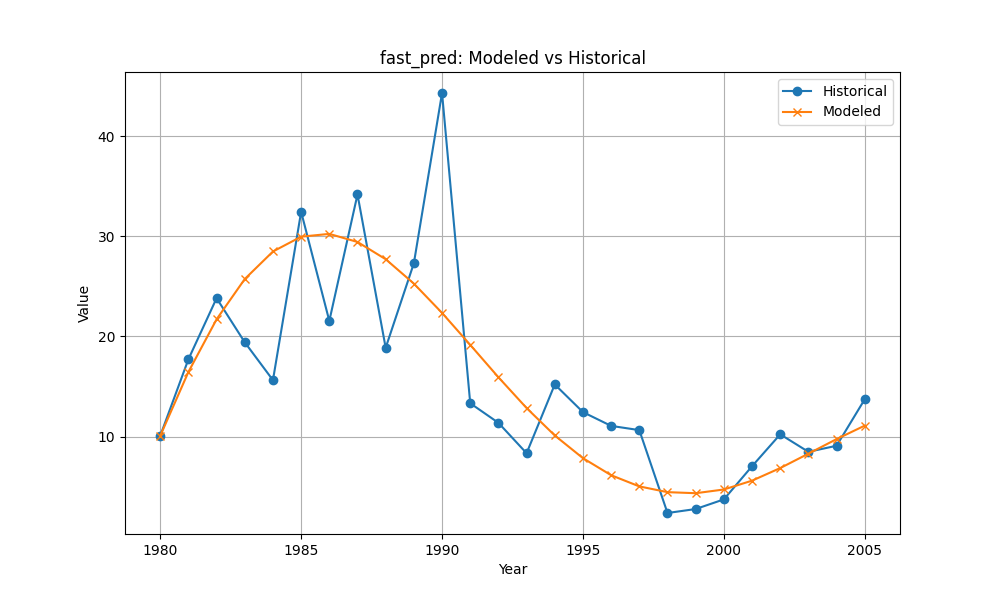 fast_pred: Modeled vs Historical
Historical
Modeled
40
30
20
10
Value
1980
1985
1990
1995
2000
2005
Year